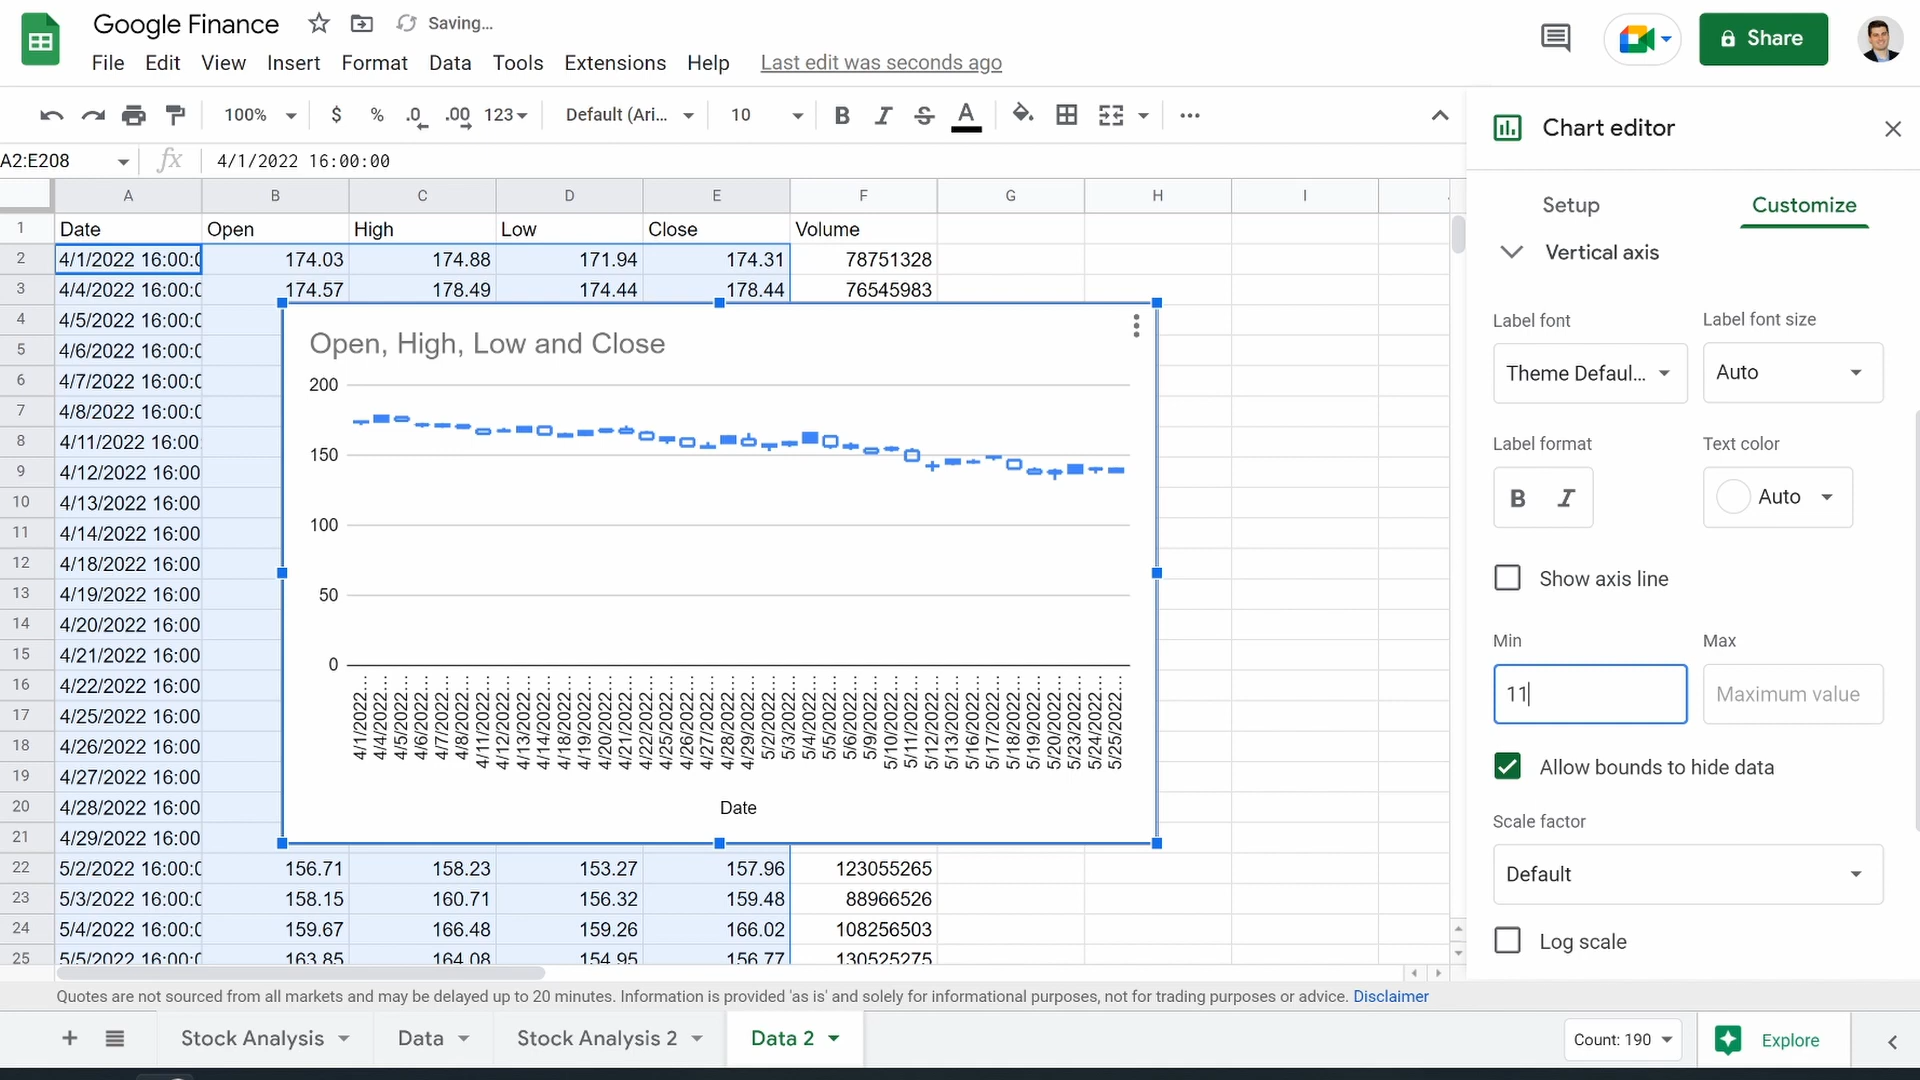 Google Finance Saving...
File Edit View Insert Format Data Tools Extensions Help Last edit was seconds ago
Share
100% $ % .0 .00 123 Default (Ari... 10 B I S A
A2:E208 fx 4/1/2022 16:00:00
A B C D E F G H I
1 Date Open High Low Close Volume
2 4/1/2022 16:00:0 174.03 174.88 171.94 174.31 78751328
3 4/4/2022 16:00:0 174.57 178.49 174.44 178.44 76545983
4 4/5/2022 16:00:0
5 4/6/2022 16:00:0
6 4/7/2022 16:00:0
7 4/8/2022 16:00:0
8 4/11/2022 16:00
9 4/12/2022 16:00
10 4/13/2022 16:00
11 4/14/2022 16:00
12 4/18/2022 16:00
13 4/19/2022 16:00
14 4/20/2022 16:00
15 4/21/2022 16:00
16 4/22/2022 16:00
17 4/25/2022 16:00
18 4/26/2022 16:00
19 4/27/2022 16:00
20 4/28/2022 16:00
21 4/29/2022 16:00
22 5/2/2022 16:00:0 156.71 158.23 153.27 157.96 123055265
23 5/3/2022 16:00:0 158.15 160.71 156.32 159.48 88966526
24 5/4/2022 16:00:0 159.67 166.48 159.26 166.02 108256503
25 5/5/2022 16:00:0 163.85 164.08 154.95 156.77 130525275
Open, High, Low and Close
200
150
100
50
0
4/1/2022...
4/4/2022...
4/5/2022...
4/6/2022...
4/7/2022...
4/8/2022...
4/11/2022...
4/12/2022...
4/13/2022...
4/14/2022...
4/18/2022...
4/19/2022...
4/20/2022...
4/21/2022...
4/22/2022...
4/25/2022...
4/26/2022...
4/27/2022...
4/28/2022...
4/29/2022...
5/2/2022...
5/3/2022...
5/4/2022...
5/5/2022...
5/6/2022...
5/9/2022...
5/10/2022...
5/11/2022...
5/12/2022...
5/13/2022...
5/16/2022...
5/17/2022...
5/18/2022...
5/19/2022...
5/20/2022...
5/23/2022...
5/24/2022...
5/25/2022...
Date
Chart editor
Setup Customize
Vertical axis
Label font Label font size
Theme Defaul... Auto
Label format Text color
B I Auto
Show axis line
Min Max
11 Maximum value
Allow bounds to hide data
Scale factor
Default
Log scale
Quotes are not sourced from all markets and may be delayed up to 20 minutes. Information is provided 'as is' and solely for informational purposes, not for trading purposes or advice. Disclaimer
Stock Analysis Data Stock Analysis 2 Data 2 Count: 190 Explore